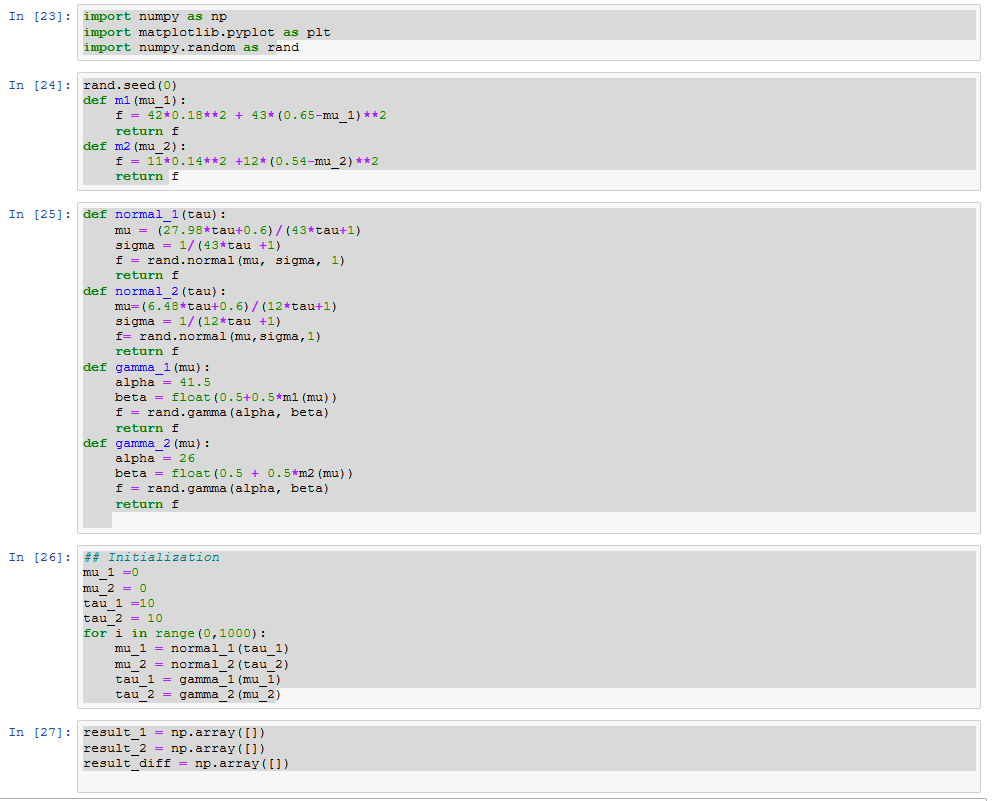 In [23]: import numpy as np
import matplotlib.pyplot as plt
import numpy.random as rand
In [24]: rand.seed(0)
def m1(mu_1):
    f = 42*0.18**2 + 43*(0.65-mu_1)**2
    return f
def m2(mu_2):
    f = 11*0.14**2 +12*(0.54-mu_2)**2
    return f
In [25]: def normal_1(tau):
    mu = (27.98*tau+0.6)/(43*tau+1)
    sigma = 1/(43*tau +1)
    f = rand.normal(mu, sigma, 1)
    return f
def normal_2(tau):
    mu=(6.48*tau+0.6)/(12*tau+1)
    sigma = 1/(12*tau +1)
    f= rand.normal(mu,sigma,1)
    return f
def gamma_1(mu):
    alpha = 41.5
    beta = float(0.5+0.5*m1(mu))
    f = rand.gamma(alpha, beta)
    return f
def gamma_2(mu):
    alpha = 26
    beta = float(0.5 + 0.5*m2(mu))
    f = rand.gamma(alpha, beta)
    return f
In [26]: ## Initialization
mu_1 =0
mu_2 = 0
tau_1 =10
tau_2 = 10
for i in range(0,1000):
    mu_1 = normal_1(tau_1)
    mu_2 = normal_2(tau_2)
    tau_1 = gamma_1(mu_1)
    tau_2 = gamma_2(mu_2)
In [27]: result_1 = np.array([])
result_2 = np.array([])
result_diff = np.array([])